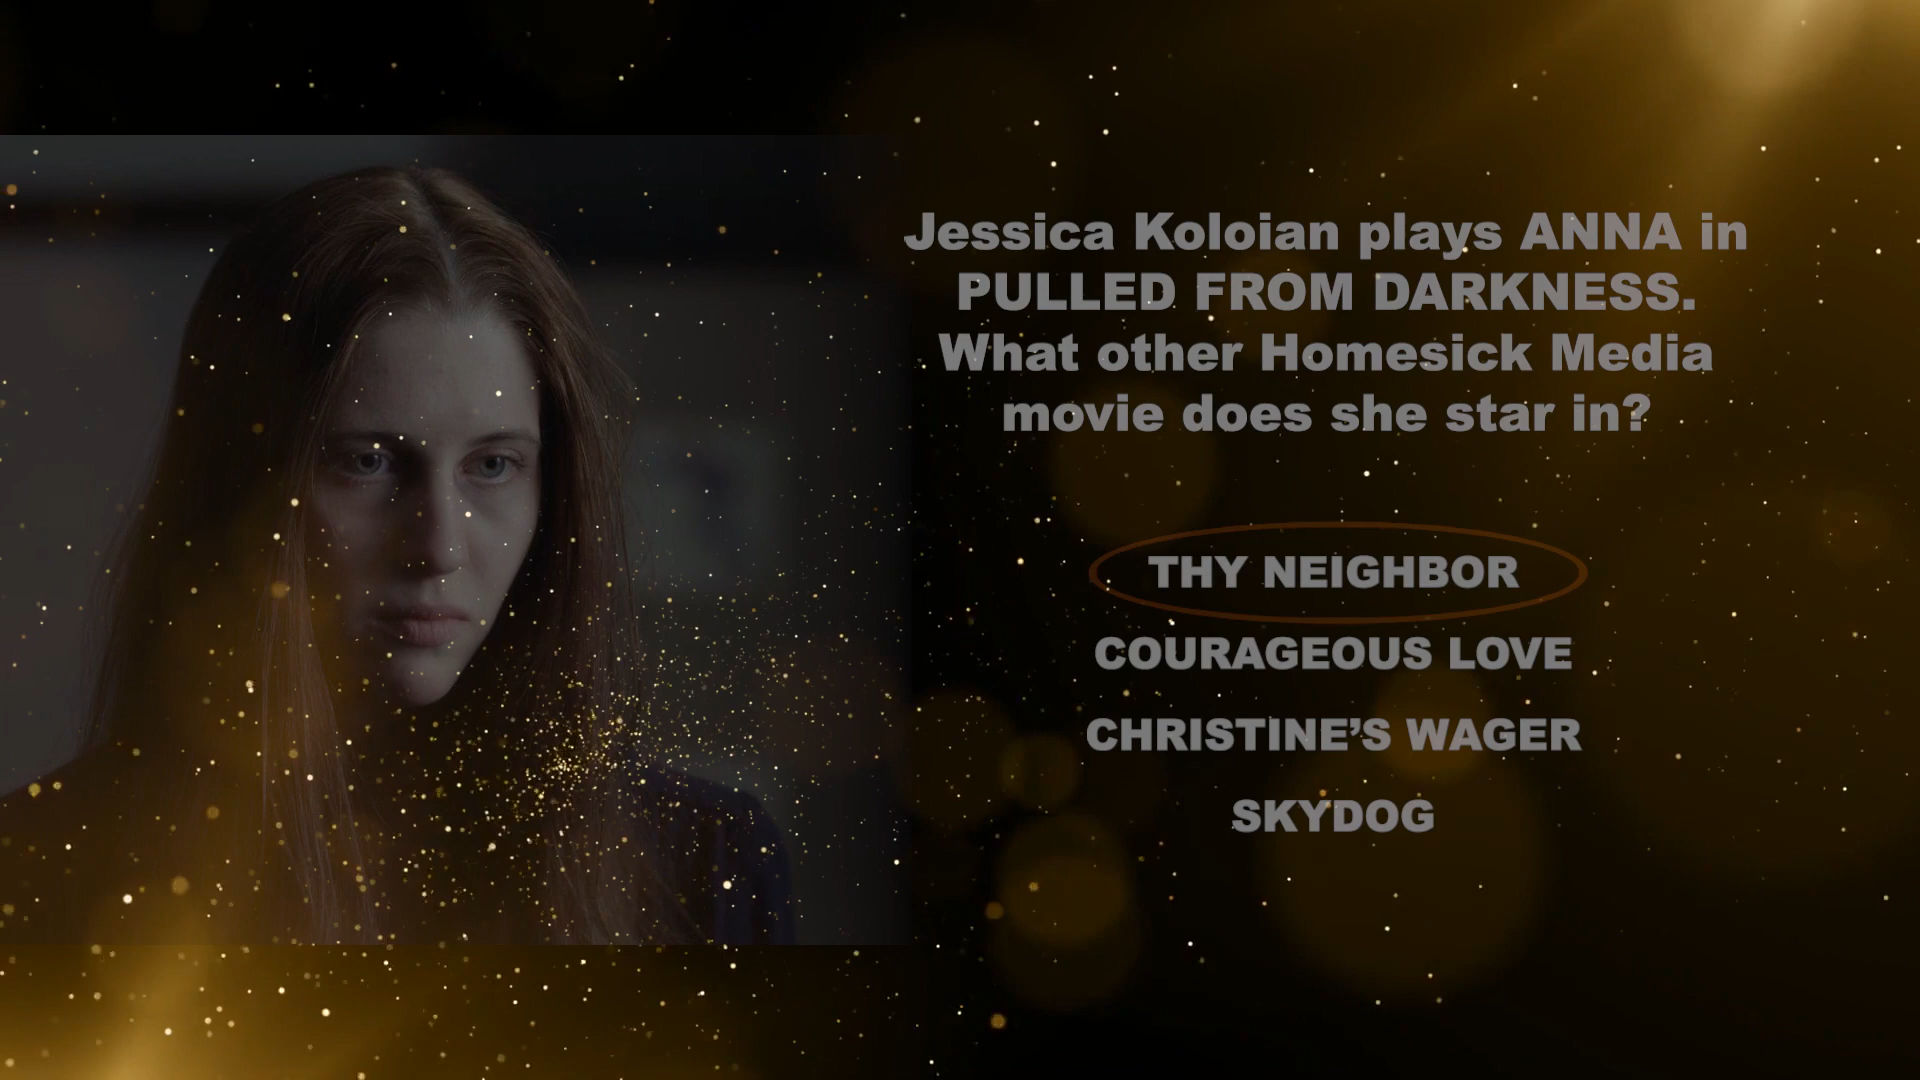 Jessica Koloian plays ANNA in
PULLED FROM DARKNESS.
What other Homesick Media
movie does she star in?
THY NEIGHBOR
COURAGEOUS LOVE
CHRISTINE’S WAGER
SKYDOG